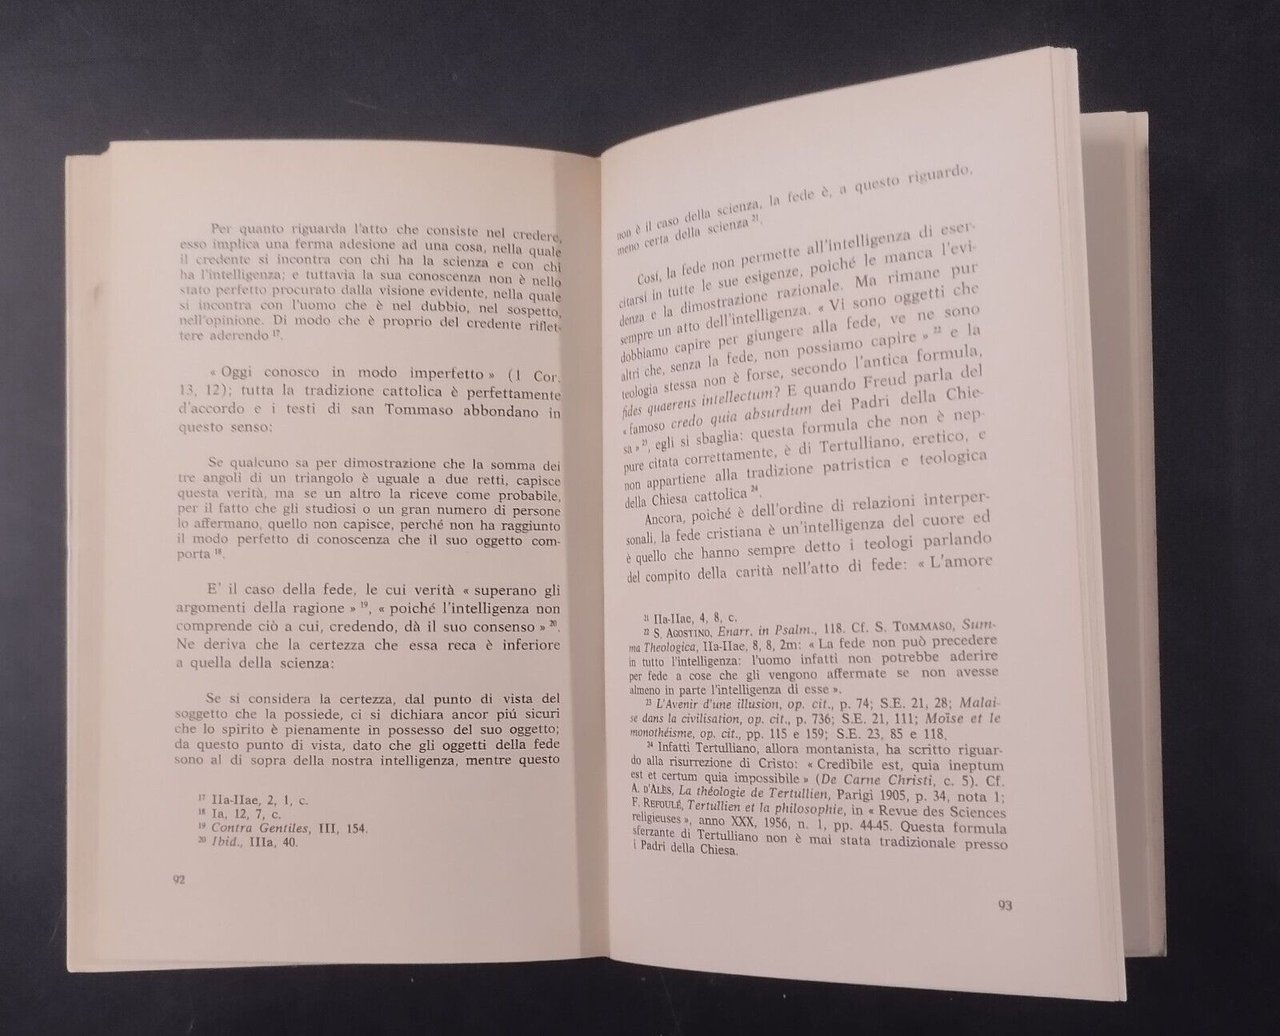 Per quanto riguarda l'atto che consiste nel credere,
esso implica una ferma adesione ad una cosa, nella quale
il credente si incontra con chi ha la scienza e con chi
ha l'intelligenza; e tuttavia la sua conoscenza non è nello
stato perfetto procurato dalla visione evidente, nella quale
si incontra con l'uomo che è nel dubbio, nel sospetto,
nell'opinione. Di modo che è proprio del credente riflet-
tere aderendo 17.
« Oggi conosco in modo imperfetto » (1 Cor.
13, 12); tutta la tradizione cattolica è perfettamente
d'accordo e i testi di san Tommaso abbondano in
questo senso:
Se qualcuno sa per dimostrazione che la somma dei
tre angoli di un triangolo è uguale a due retti, capisce
questa verità, ma se un altro la riceve come probabile,
per il fatto che gli studiosi o un gran numero di persone
lo affermano, quello non capisce, perché non ha raggiunto
il modo perfetto di conoscenza che il suo oggetto com-
porta 18.
E' il caso della fede, le cui verità « superano gli
argomenti della ragione » 19, « poiché l'intelligenza non
comprende ciò a cui, credendo, dà il suo consenso » 20.
Ne deriva che la certezza che essa reca è inferiore
a quella della scienza:
Se si considera la certezza, dal punto di vista del
soggetto che la possiede, ci si dichiara ancor piú sicuri
che lo spirito è pienamente in possesso del suo oggetto;
da questo punto di vista, dato che gli oggetti della fede
sono al di sopra della nostra intelligenza, mentre questo
17 IIa-IIae, 2, 1, c.
18 Ia, 12, 7, c.
19 Contra Gentiles, III, 154.
20 Ibid., IIIa, 40.
92
non è il caso della scienza, la fede è, a questo riguardo,
meno certa della scienza 21.
Cosí, la fede non permette all'intelligenza di eser-
citarsi in tutte le sue esigenze, poiché le manca l'evi-
denza e la dimostrazione razionale. Ma rimane pur
sempre un atto dell'intelligenza. « Vi sono oggetti che
dobbiamo capire per giungere alla fede, ve ne sono
altri che, senza la fede, non possiamo capire » 22 e la
teologia stessa non è forse, secondo l'antica formula,
fides quaerens intellectum? E quando Freud parla del
« famoso credo quia absurdum dei Padri della Chie-
sa » 23, egli si sbaglia: questa formula che non è nep-
pure citata correttamente, è di Tertulliano, eretico, e
non appartiene alla tradizione patristica e teologica
della Chiesa cattolica 24.
Ancora, poiché è dell'ordine di relazioni interper-
sonali, la fede cristiana è un'intelligenza del cuore ed
è quello che hanno sempre detto i teologi parlando
del compito della carità nell'atto di fede: « L'amore
21 IIa-IIae, 4, 8, c.
22 S. AGOSTINO, Enarr. in Psalm., 118. Cf. S. TOMMASO, Sum-
ma Theologica, IIa-IIae, 8, 8, 2m: « La fede non può precedere
in tutto l'intelligenza: l'uomo infatti non potrebbe aderire
per fede a cose che gli vengono affermate se non avesse
almeno in parte l'intelligenza di esse ».
23 L'Avenir d'une illusion, op. cit., p. 74; S.E. 21, 28; Malai-
se dans la civilisation, op. cit., p. 736; S.E. 21, 111; Moïse et le
monothéisme, op. cit., pp. 115 e 159; S.E. 23, 85 e 118.
24 Infatti Tertulliano, allora montanista, ha scritto riguar-
do alla risurrezione di Cristo: « Credibile est, quia ineptum
est et certum quia impossibile » (De Carne Christi, c. 5). Cf.
A. D'ALÈS, La théologie de Tertullien, Parigi 1905, p. 34, nota 1;
F. REFOULÉ, Tertullien et la philosophie, in « Revue des Sciences
religieuses », anno XXX, 1956, n. 1, pp. 44-45. Questa formula
sferzante di Tertulliano non è mai stata tradizionale presso
i Padri della Chiesa.
93